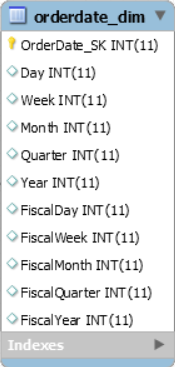 orderdate_dim
OrderDate_SK INT(11)
Day INT(11)
Week INT(11)
Month INT(11)
Quarter INT(11)
Year INT(11)
FiscalDay INT(11)
FiscalWeek INT(11)
FiscalMonth INT(11)
FiscalQuarter INT(11)
FiscalYear INT(11)
Indexes